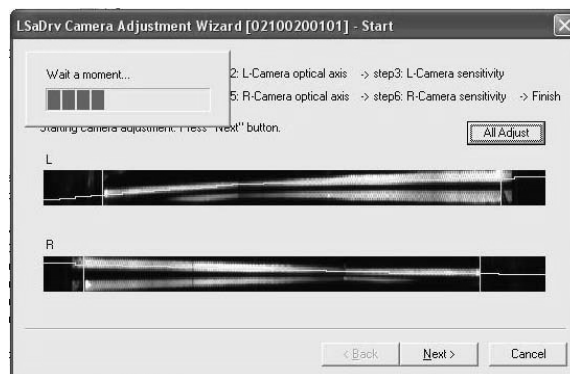 LSaDrv Camera Adjustment Wizard [02100200101] - Start
Wait a moment...
2: L-Camera optical axis -> step3: L-Camera sensitivity
5: R-Camera optical axis -> step6: R-Camera sensitivity -> Finish
Starting camera adjustment. Press "Next" button.
All Adjust
L
R
< Back
Next >
Cancel